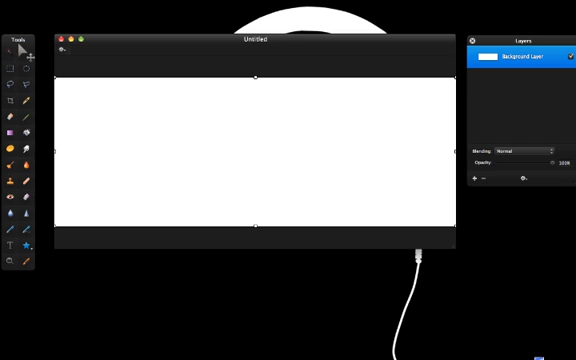 Tools
Untitled
Layers
Background Layer
Blending: Normal
Opacity: 100%